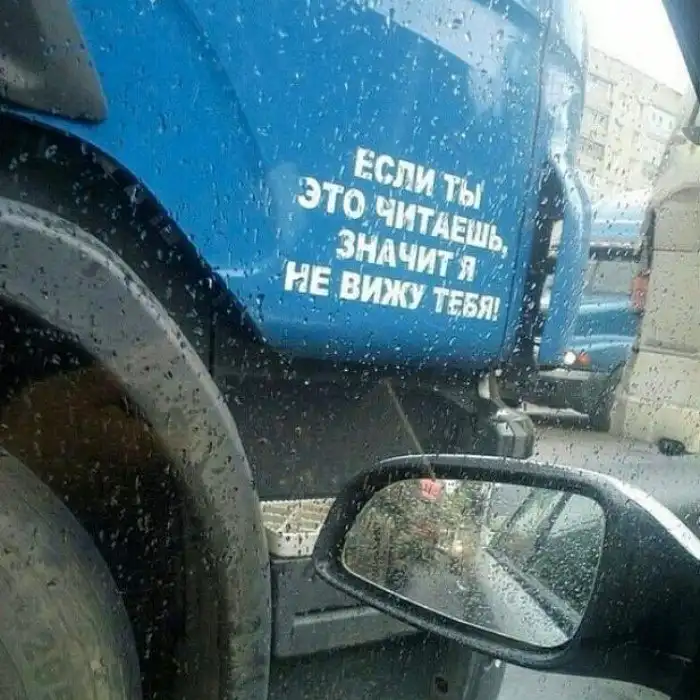 ЕСЛИ ТЫ
ЭТО ЧИТАЕШЬ,
ЗНАЧИТ Я
НЕ ВИЖУ ТЕБЯ!